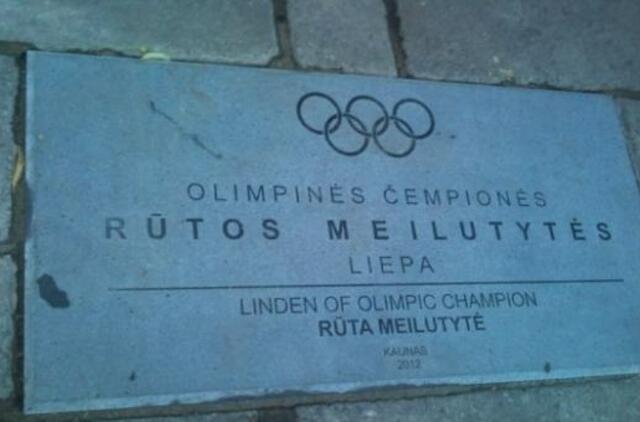 OLIMPINĖS ČEMPIONĖS
RŪTOS MEILUTYTĖS
LIEPA
LINDEN OF OLIMPIC CHAMPION
RŪTA MEILUTYTĖ
KAUNAS
2012